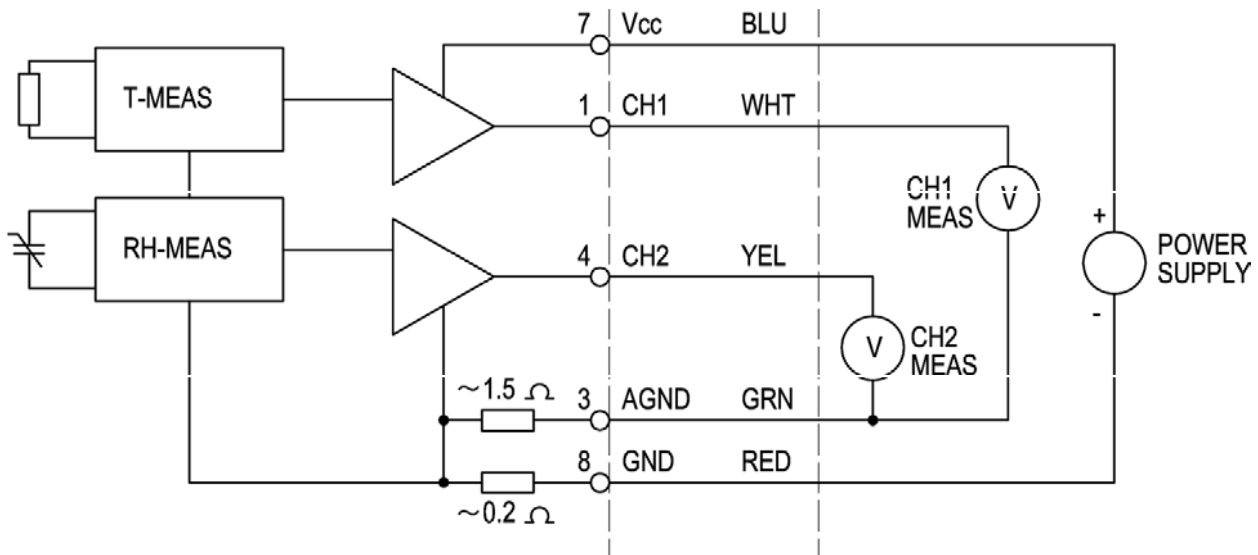 7 Vcc BLU
T-MEAS
1 CH1 WHT
CH1
MEAS
V
RH-MEAS
4 CH2 YEL
+
POWER
SUPPLY
-
V
CH2
MEAS
~1.5 Ω
3 AGND GRN
8 GND RED
~0.2 Ω